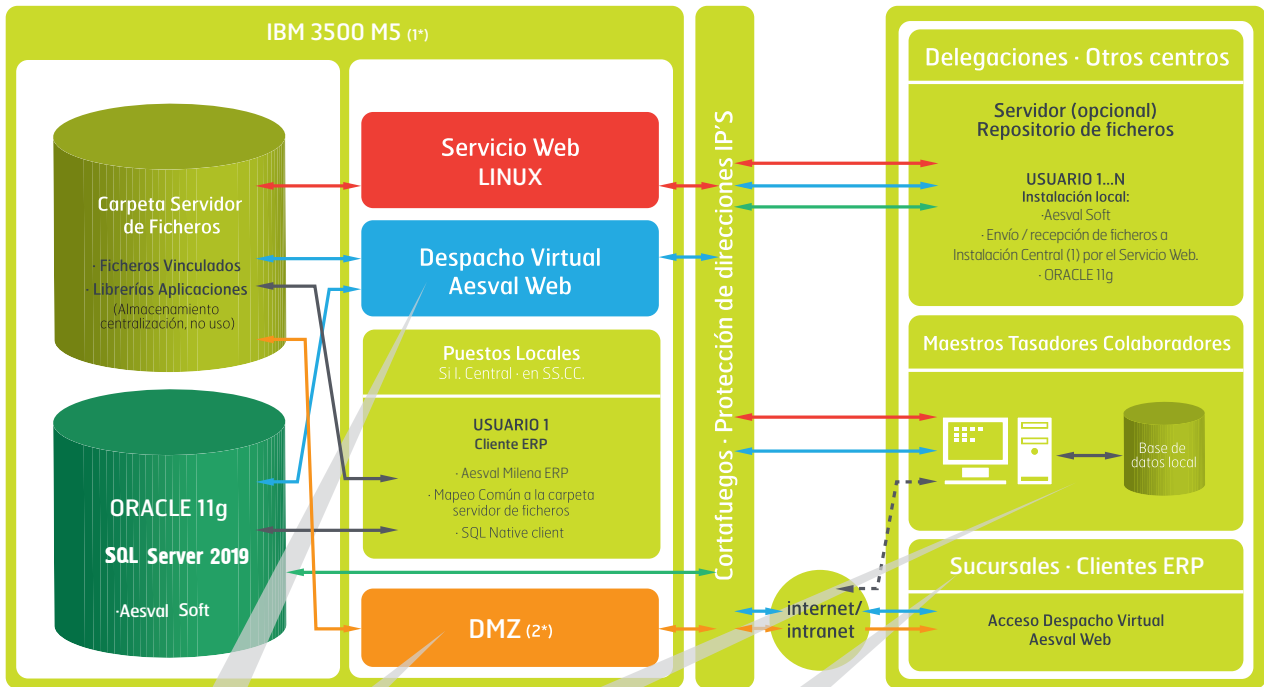 IBM 3500 M5 (1*)
Carpeta Servidor
de Ficheros
· Ficheros Vinculados
· Librerías Aplicaciones
(Almacenamiento
centralización, no uso)
ORACLE 11g
SQL Server 2019
·Aesval Soft
Servicio Web
LINUX
Despacho Virtual
Aesval Web
Puestos Locales
Si I. Central · en SS.CC.
USUARIO 1
Cliente ERP
· Aesval Milena ERP
· Mapeo Común a la carpeta
servidor de ficheros
· SQL Native client
DMZ (2*)
Cortafuegos · Protección de direcciones IP'S
internet/
intranet
Delegaciones · Otros centros
Servidor (opcional)
Repositorio de ficheros
USUARIO 1...N
Instalación local:
·Aesval Soft
· Envío / recepción de ficheros a
Instalación Central (1) por el Servicio Web.
· ORACLE 11g
Maestros Tasadores Colaboradores
Base de
datos local
Sucursales · Clientes ERP
Acceso Despacho Virtual
Aesval Web